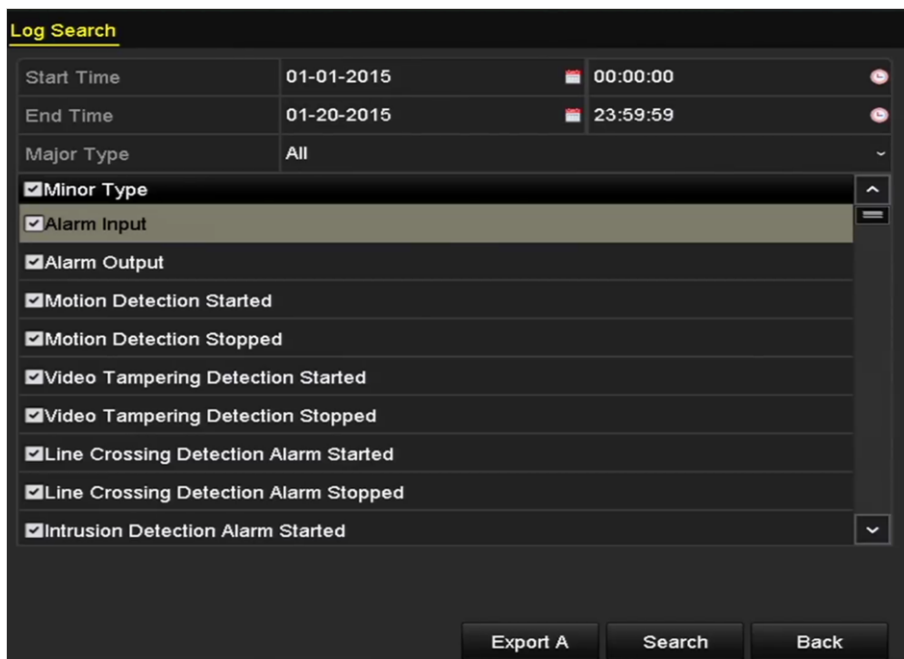 Log Search
Start Time 01-01-2015 00:00:00
End Time 01-20-2015 23:59:59
Major Type All
Minor Type
Alarm Input
Alarm Output
Motion Detection Started
Motion Detection Stopped
Video Tampering Detection Started
Video Tampering Detection Stopped
Line Crossing Detection Alarm Started
Line Crossing Detection Alarm Stopped
Intrusion Detection Alarm Started
Export A Search Back